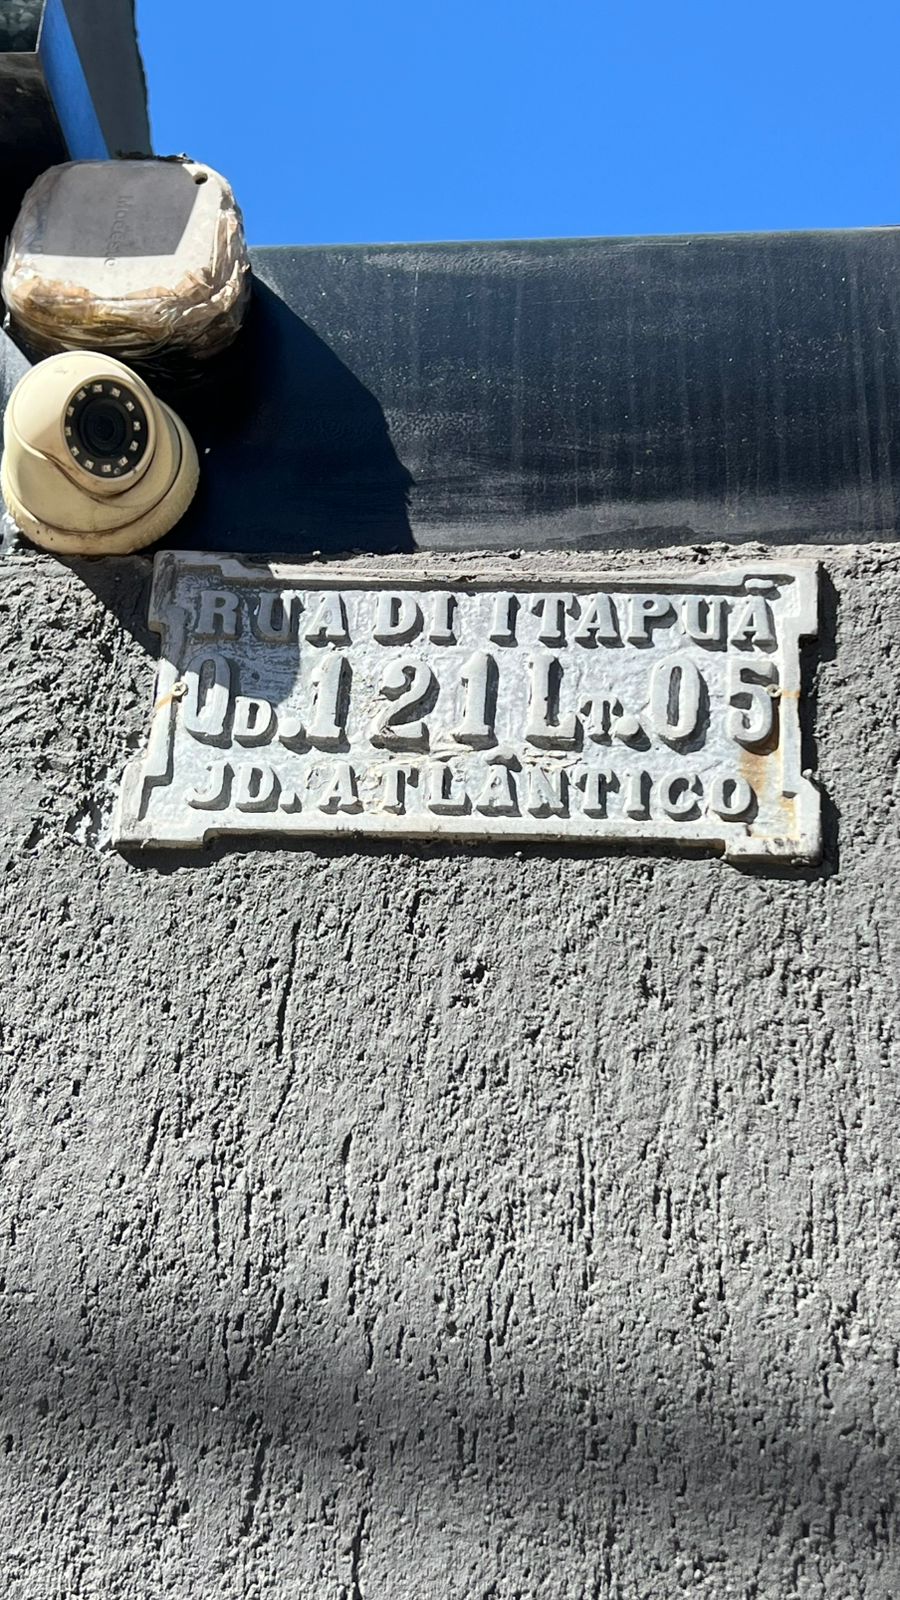 RUA DI ITAPUÃ
QD.121 LT.05
JD. ATLÂNTICO